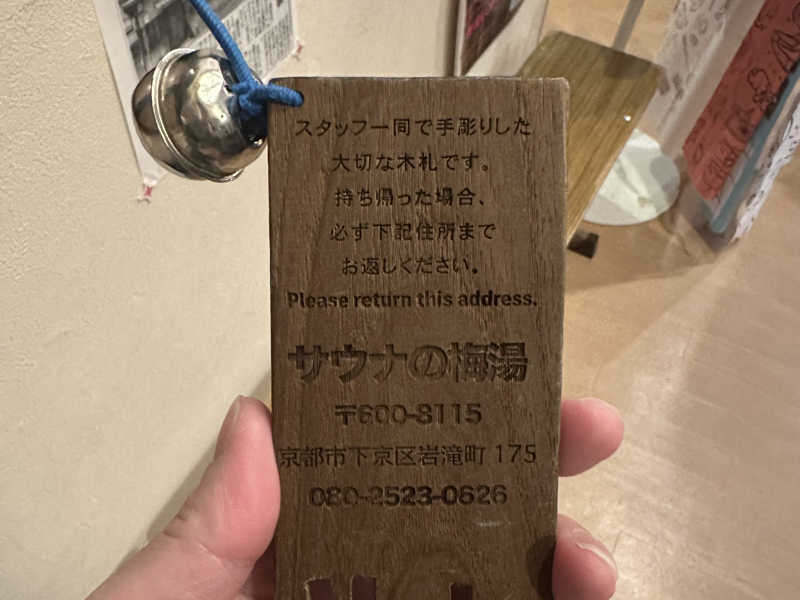 スタッフ一同で手彫りした
大切な木札です。
持ち帰った場合、
必ず下記住所まで
お返しください。
Please return this address.
サウナの梅湯
〒600-8115
京都市下京区岩滝町 175
080-2523-0626